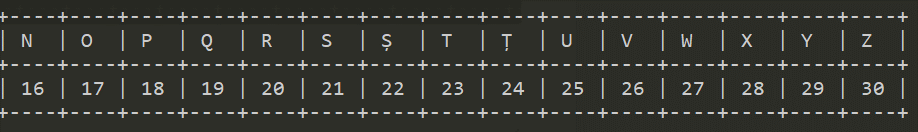 +----+----+----+----+----+----+----+----+----+----+----+----+----+----+----+
| N | O | P | Q | R | S | Ș | T | Ț | U | V | W | X | Y | Z |
+----+----+----+----+----+----+----+----+----+----+----+----+----+----+----+
| 16 | 17 | 18 | 19 | 20 | 21 | 22 | 23 | 24 | 25 | 26 | 27 | 28 | 29 | 30 |
+----+----+----+----+----+----+----+----+----+----+----+----+----+----+----+